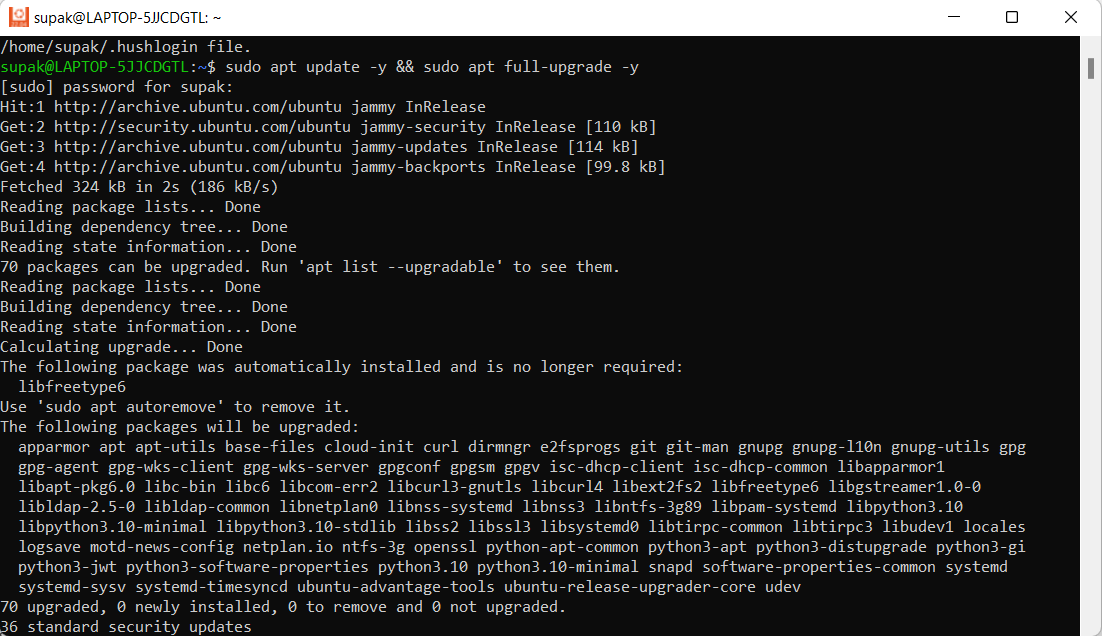 supak@LAPTOP-5JJCDGTL: ~
/home/supak/.hushlogin file.
supak@LAPTOP-5JJCDGTL:~$ sudo apt update -y && sudo apt full-upgrade -y
[sudo] password for supak:
Hit:1 http://archive.ubuntu.com/ubuntu jammy InRelease
Get:2 http://security.ubuntu.com/ubuntu jammy-security InRelease [110 kB]
Get:3 http://archive.ubuntu.com/ubuntu jammy-updates InRelease [114 kB]
Get:4 http://archive.ubuntu.com/ubuntu jammy-backports InRelease [99.8 kB]
Fetched 324 kB in 2s (186 kB/s)
Reading package lists... Done
Building dependency tree... Done
Reading state information... Done
70 packages can be upgraded. Run 'apt list --upgradable' to see them.
Reading package lists... Done
Building dependency tree... Done
Reading state information... Done
Calculating upgrade... Done
The following package was automatically installed and is no longer required:
  libfreetype6
Use 'sudo apt autoremove' to remove it.
The following packages will be upgraded:
  apparmor apt apt-utils base-files cloud-init curl dirmngr e2fsprogs git git-man gnupg gnupg-l10n gnupg-utils gpg
  gpg-agent gpg-wks-client gpg-wks-server gpgconf gpgsm gpgv isc-dhcp-client isc-dhcp-common libapparmor1
  libapt-pkg6.0 libc-bin libc6 libcom-err2 libcurl3-gnutls libcurl4 libext2fs2 libfreetype6 libgstreamer1.0-0
  libldap-2.5-0 libldap-common libnetplan0 libnss-systemd libnss3 libntfs-3g89 libpam-systemd libpython3.10
  libpython3.10-minimal libpython3.10-stdlib libss2 libssl3 libsystemd0 libtirpc-common libtirpc3 libudev1 locales
  logsave motd-news-config netplan.io ntfs-3g openssl python-apt-common python3-apt python3-distupgrade python3-gi
  python3-jwt python3-software-properties python3.10 python3.10-minimal snapd software-properties-common systemd
  systemd-sysv systemd-timesyncd ubuntu-advantage-tools ubuntu-release-upgrader-core udev
70 upgraded, 0 newly installed, 0 to remove and 0 not upgraded.
36 standard security updates